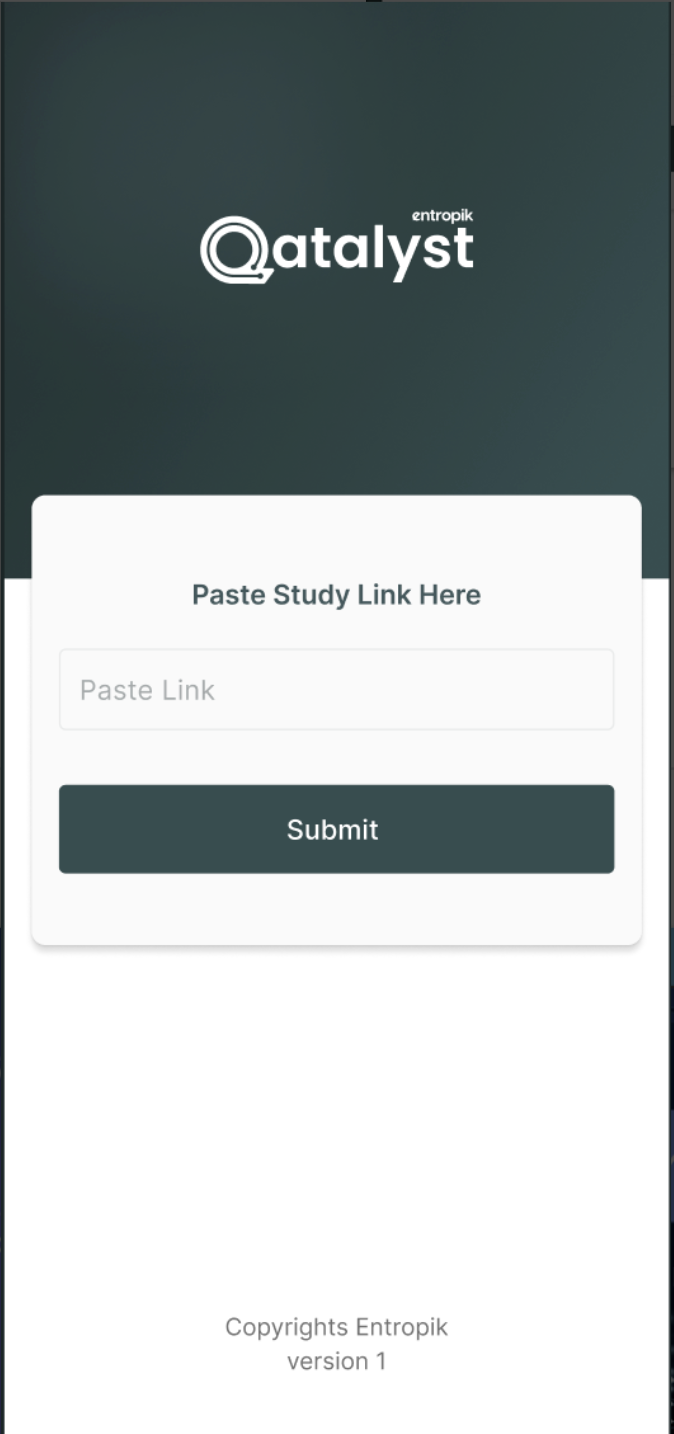 entropik
Qatalyst
Paste Study Link Here
Paste Link
Submit
Copyrights Entropik
version 1